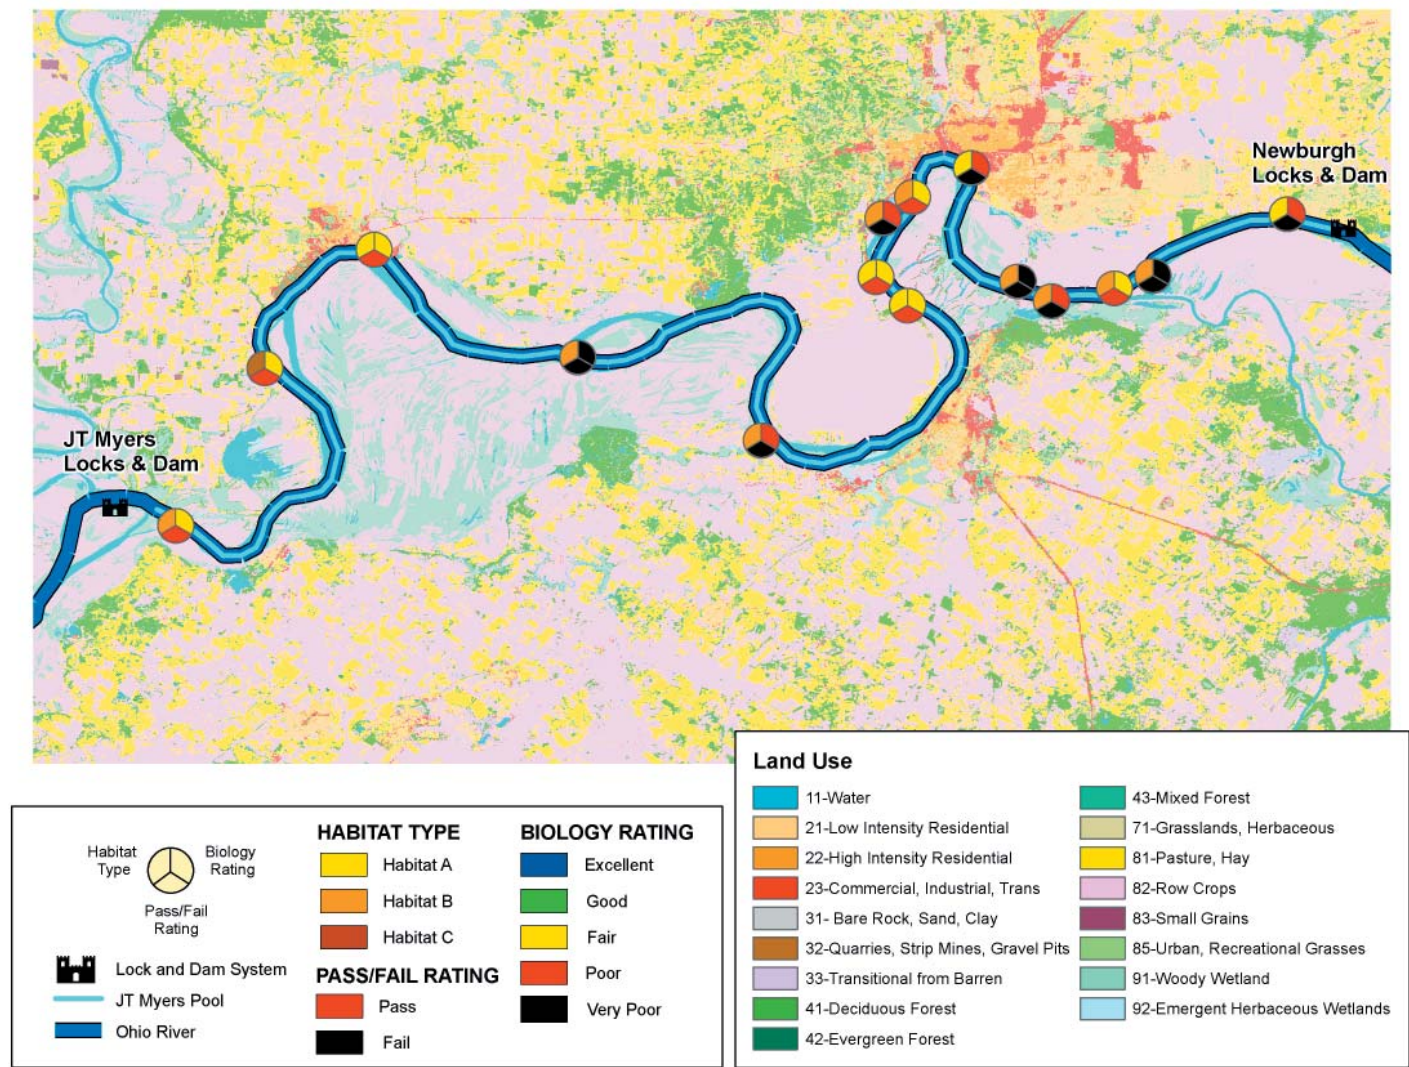 Newburgh
Locks & Dam
JT Myers
Locks & Dam
Habitat
Type
Biology
Rating
Pass/Fail
Rating
Lock and Dam System
JT Myers Pool
Ohio River
HABITAT TYPE
Habitat A
Habitat B
Habitat C
PASS/FAIL RATING
Pass
Fail
BIOLOGY RATING
Excellent
Good
Fair
Poor
Very Poor
Land Use
11-Water
21-Low Intensity Residential
22-High Intensity Residential
23-Commercial, Industrial, Trans
31- Bare Rock, Sand, Clay
32-Quarries, Strip Mines, Gravel Pits
33-Transitional from Barren
41-Deciduous Forest
42-Evergreen Forest
43-Mixed Forest
71-Grasslands, Herbaceous
81-Pasture, Hay
82-Row Crops
83-Small Grains
85-Urban, Recreational Grasses
91-Woody Wetland
92-Emergent Herbaceous Wetlands